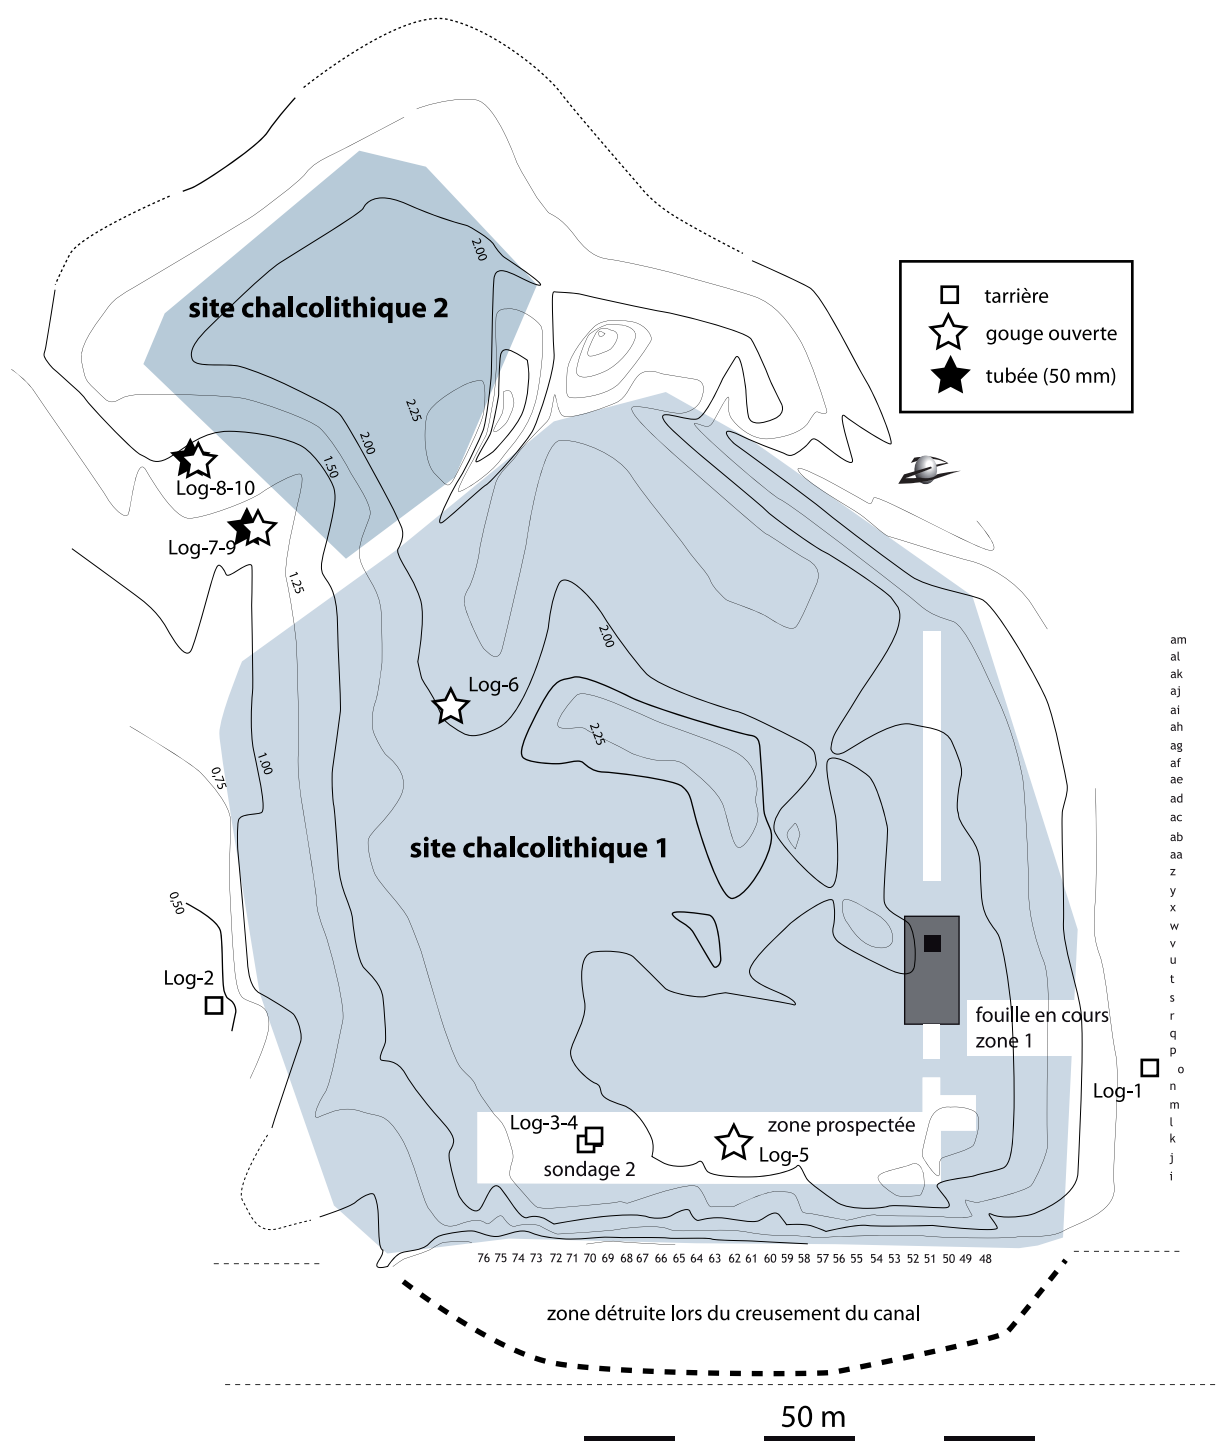 2.00
site chalcolithique 2
tarrière
gouge ouverte
tubée (50 mm)
2.25
2.00
1.50
Log-8-10
Log-7-9
1.25
2.00
am
al
ak
aj
ai
ah
ag
af
ae
ad
ac
ab
aa
z
y
x
w
v
u
t
s
r
q
p
o
n
m
l
k
j
i
Log-6
2.25
1.00
0,75
site chalcolithique 1
0,50
Log-2
fouille en cours
zone 1
Log-1
Log-3-4
zone prospectée
Log-5
sondage 2
76 75 74 73 72 71 70 69 68 67 66 65 64 63 62 61 60 59 58 57 56 55 54 53 52 51 50 49 48
zone détruite lors du creusement du canal
50 m